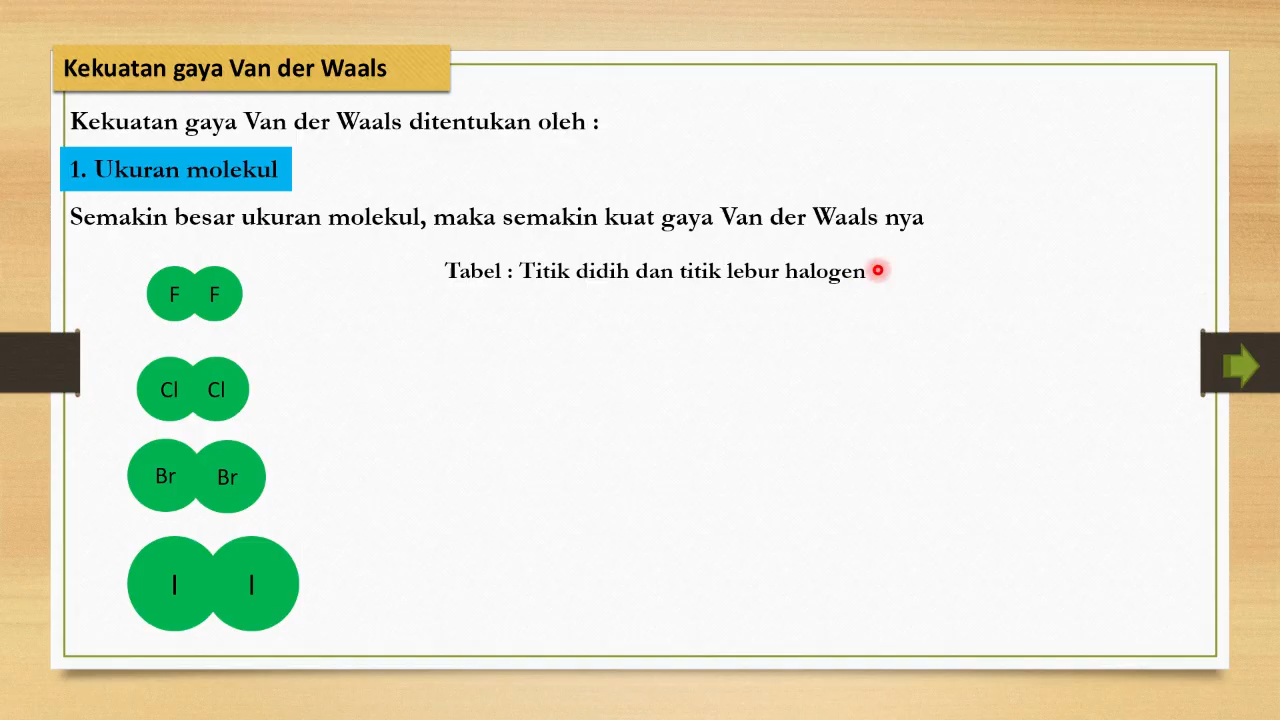 Kekuatan gaya Van der Waals
Kekuatan gaya Van der Waals ditentukan oleh :
1. Ukuran molekul
Semakin besar ukuran molekul, maka semakin kuat gaya Van der Waals nya
Tabel : Titik didih dan titik lebur halogen
F F
Cl Cl
Br Br
I I